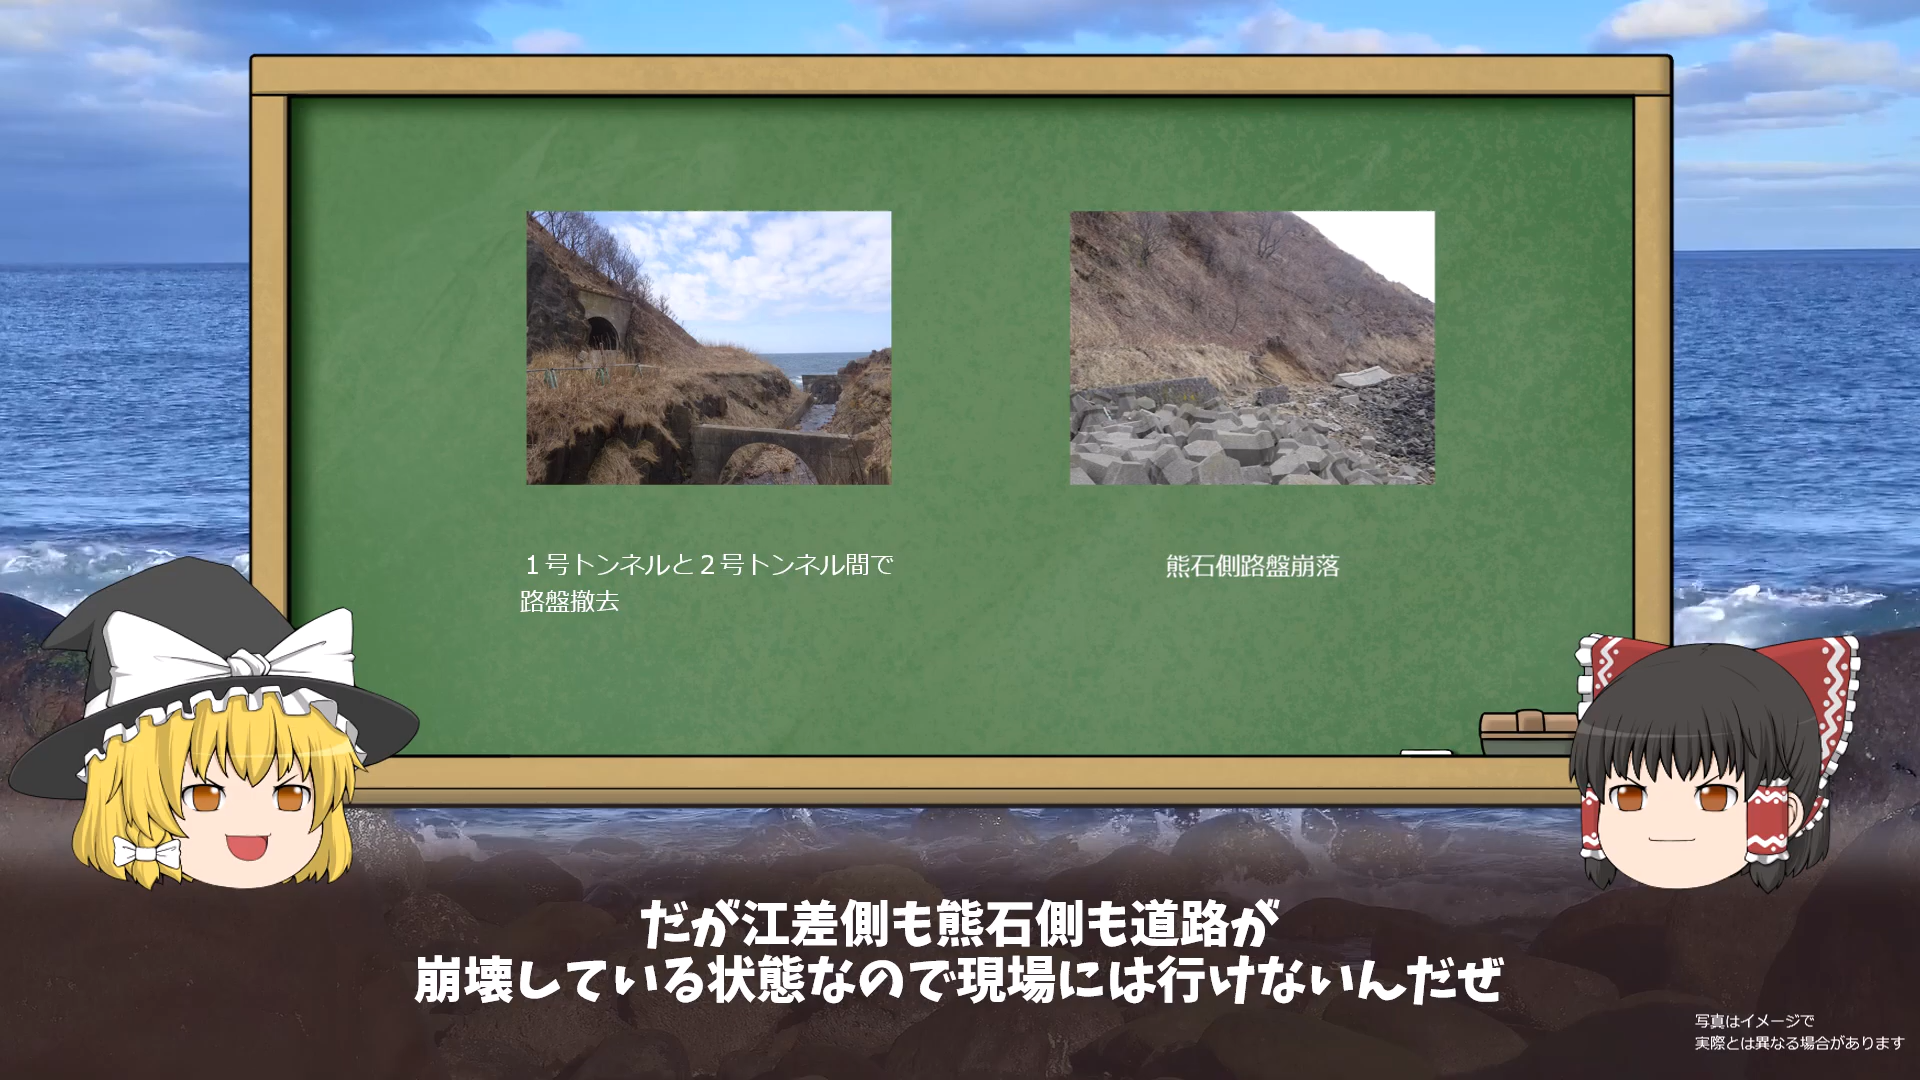 １号トンネルと２号トンネル間で
路盤撤去
熊石側路盤崩落
だが江差側も熊石側も道路が
崩壊している状態なので現場には行けないんだぜ
写真はイメージで
実際とは異なる場合があります